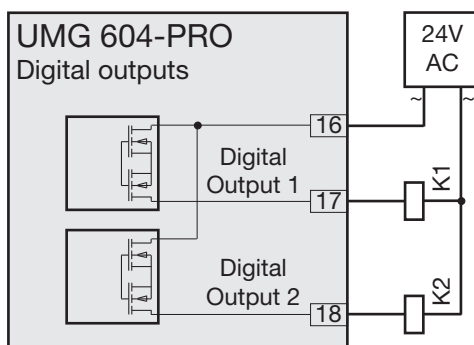 UMG 604-PRO
Digital outputs
24V
AC
~ ~
16
Digital
Output 1
17
K1
Digital
Output 2
18
K2